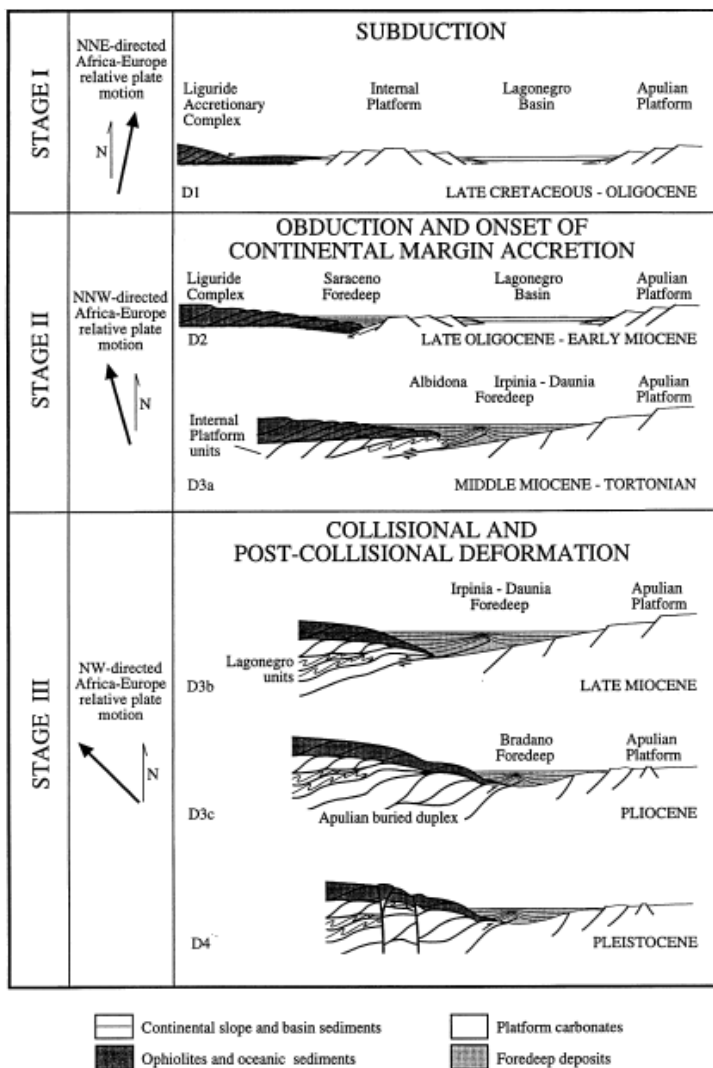 STAGE I
NNE-directed
Africa-Europe
relative plate
motion
N
SUBDUCTION
Liguride
Accretionary
Complex
Internal
Platform
Lagonegro
Basin
Apulian
Platform
D1
LATE CRETACEOUS - OLIGOCENE
STAGE II
NNW-directed
Africa-Europe
relative plate
motion
N
OBDUCTION AND ONSET OF
CONTINENTAL MARGIN ACCRETION
Liguride
Complex
Saraceno
Foredeep
Lagonegro
Basin
Apulian
Platform
D2
LATE OLIGOCENE - EARLY MIOCENE
Albidona
Irpinia - Daunia
Foredeep
Apulian
Platform
Internal
Platform
units
D3a
MIDDLE MIOCENE - TORTONIAN
STAGE III
NW-directed
Africa-Europe
relative plate
motion
N
COLLISIONAL AND
POST-COLLISIONAL DEFORMATION
Irpinia - Daunia
Foredeep
Apulian
Platform
Lagonegro
units
D3b
LATE MIOCENE
Bradano
Foredeep
Apulian
Platform
D3c
Apulian buried duplex
PLIOCENE
D4
PLEISTOCENE
Continental slope and basin sediments
Platform carbonates
Ophiolites and oceanic sediments
Foredeep deposits